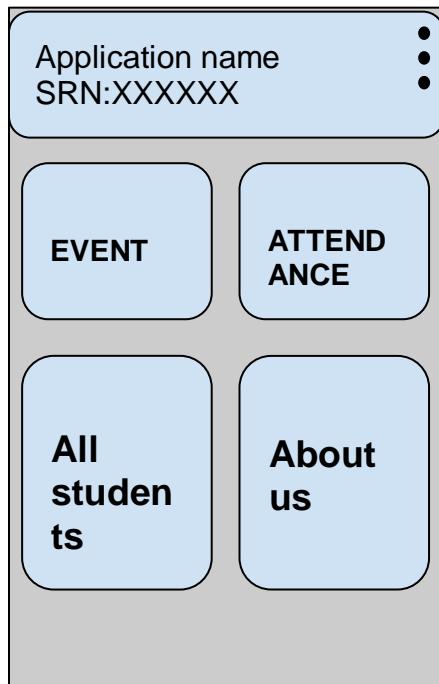 Application name
SRN:XXXXXX
EVENT
ATTEND
ANCE
All
studen
ts
About
us